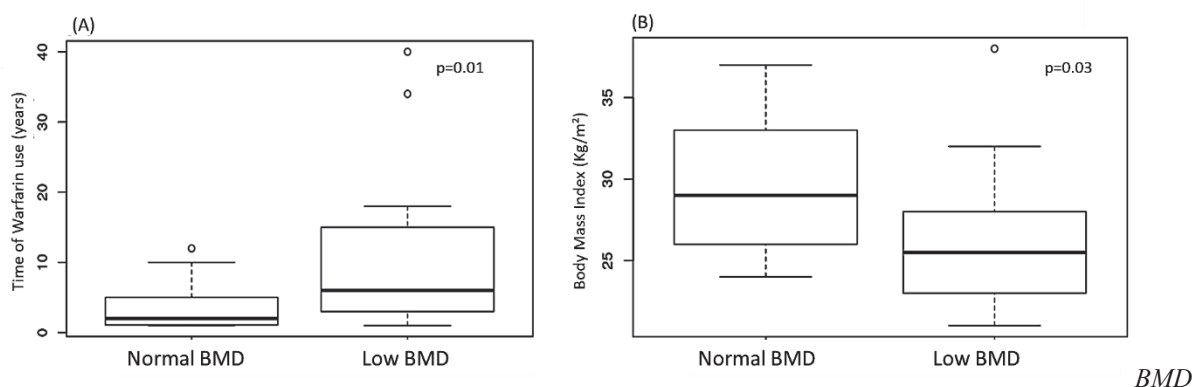 (A)
Time of Warfarin use (years)
40
30
20
10
0
p=0.01
Normal BMD
Low BMD
(B)
Body Mass Index (Kg/m²)
35
30
25
p=0.03
Normal BMD
Low BMD
BMD